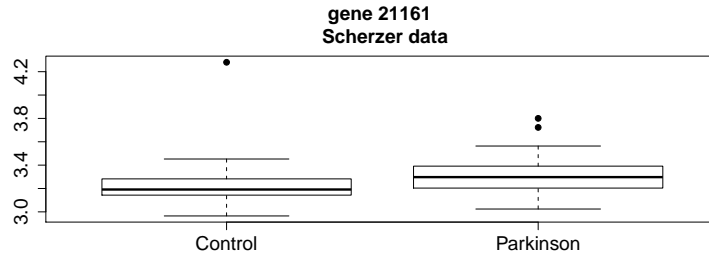 gene 21161
Scherzer data
4.2
3.8
3.4
3.0
Control Parkinson